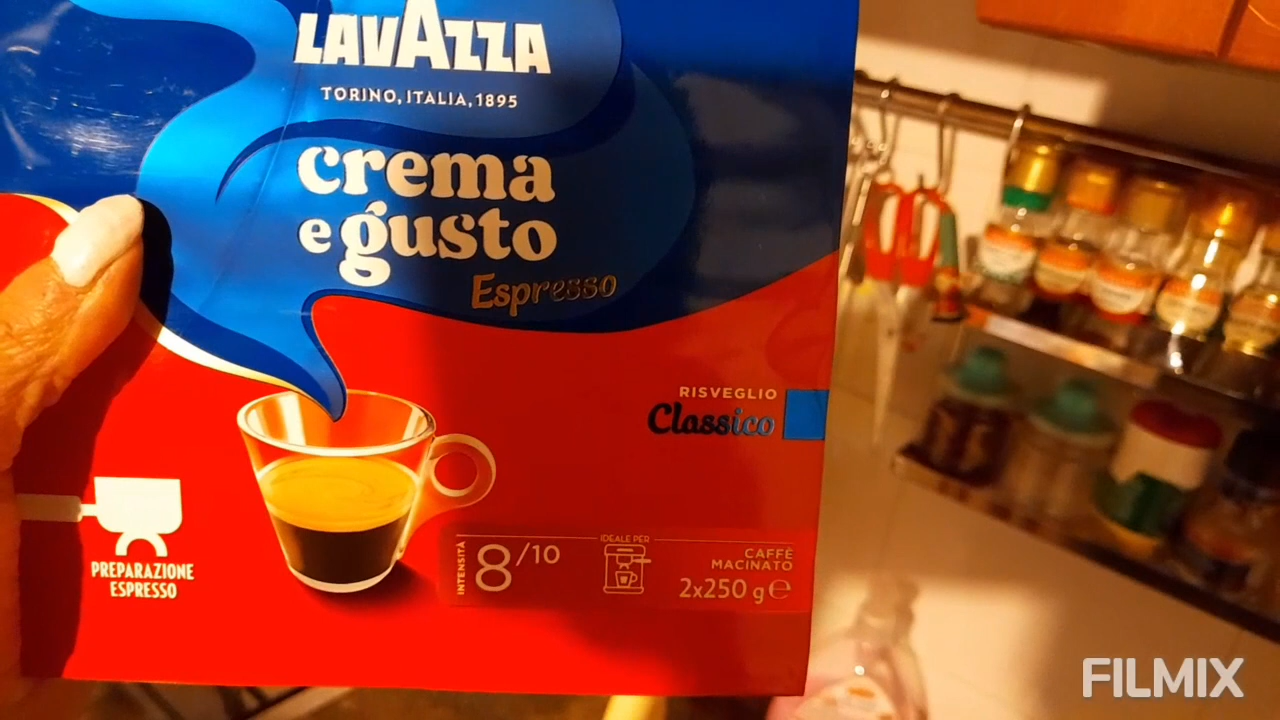 LAVAZZA
TORINO, ITALIA, 1895
crema
e gusto
Espresso
RISVEGLIO
Classico
PREPARAZIONE
ESPRESSO
INTENSITÀ
8/10
IDEALE PER
CAFFÈ
MACINATO
2x250 g ℮
FILMIX